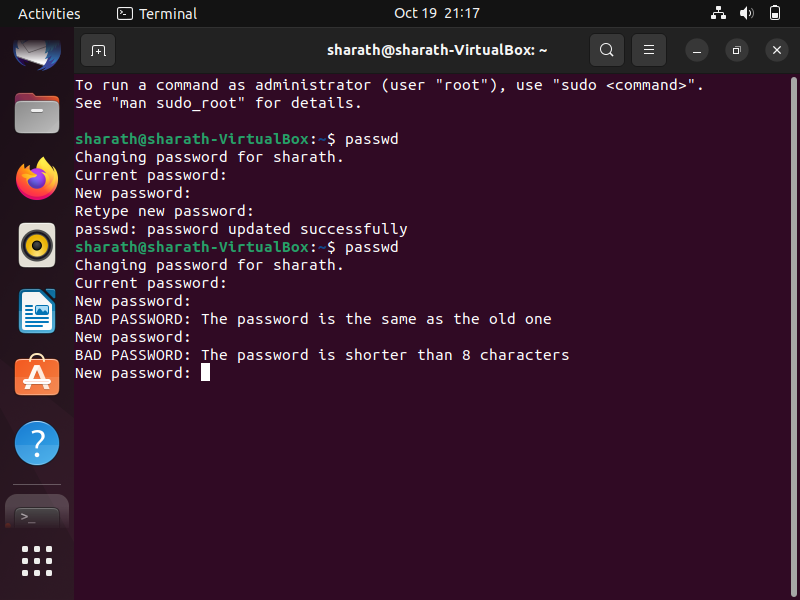 Activities
Terminal
Oct 19 21:17
sharath@sharath-VirtualBox: ~
To run a command as administrator (user "root"), use "sudo <command>".
See "man sudo_root" for details.
sharath@sharath-VirtualBox:~$ passwd
Changing password for sharath.
Current password:
New password:
Retype new password:
passwd: password updated successfully
sharath@sharath-VirtualBox:~$ passwd
Changing password for sharath.
Current password:
New password:
BAD PASSWORD: The password is the same as the old one
New password:
BAD PASSWORD: The password is shorter than 8 characters
New password: